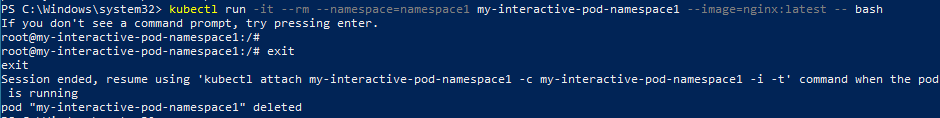 PS C:\Windows\system32> kubectl run -it --rm --namespace=namespace1 my-interactive-pod-namespace1 --image=nginx:latest -- bash
If you don't see a command prompt, try pressing enter.
root@my-interactive-pod-namespace1:/#
root@my-interactive-pod-namespace1:/# exit
exit
Session ended, resume using 'kubectl attach my-interactive-pod-namespace1 -c my-interactive-pod-namespace1 -i -t' command when the pod
 is running
pod "my-interactive-pod-namespace1" deleted